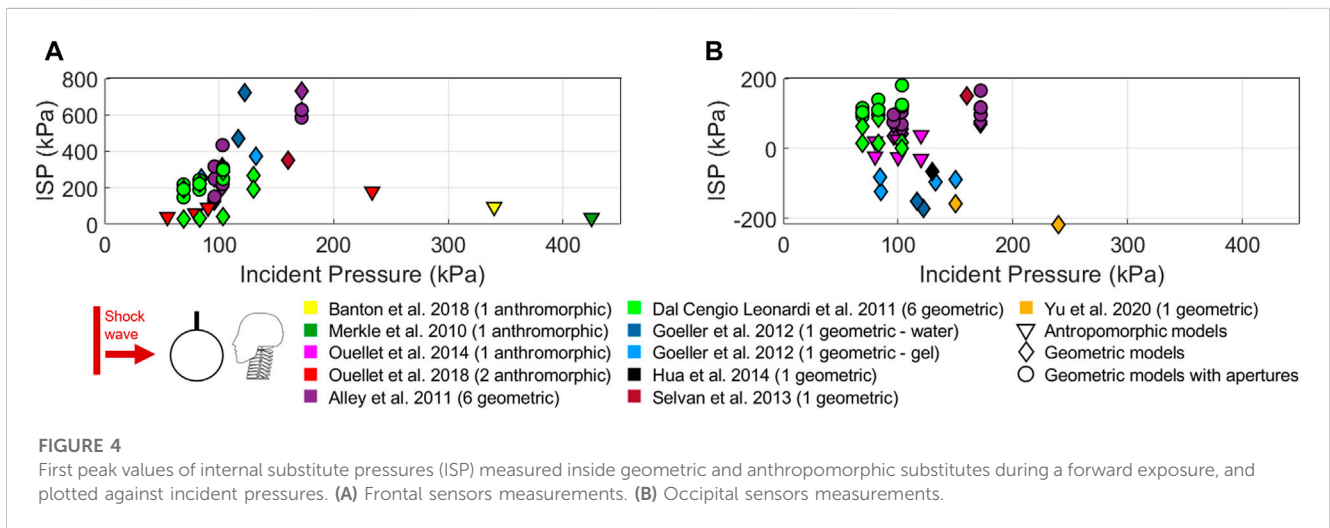 A
B
800
600
400
200
0
ISP (kPa)
0 100 200 300 400
Incident Pressure (kPa)
200
100
0
-100
-200
ISP (kPa)
0 100 200 300 400
Incident Pressure (kPa)
Shock
wave
Banton et al. 2018 (1 anthromorphic)
Merkle et al. 2010 (1 anthromorphic)
Ouellet et al. 2014 (1 anthromorphic)
Ouellet et al. 2018 (2 anthromorphic)
Alley et al. 2011 (6 geometric)
Dal Cengio Leonardi et al. 2011 (6 geometric)
Goeller et al. 2012 (1 geometric - water)
Goeller et al. 2012 (1 geometric - gel)
Hua et al. 2014 (1 geometric)
Selvan et al. 2013 (1 geometric)
Yu et al. 2020 (1 geometric)
Antropomorphic models
Geometric models
Geometric models with apertures
FIGURE 4
First peak values of internal substitute pressures (ISP) measured inside geometric and anthropomorphic substitutes during a forward exposure, and
plotted against incident pressures. (A) Frontal sensors measurements. (B) Occipital sensors measurements.